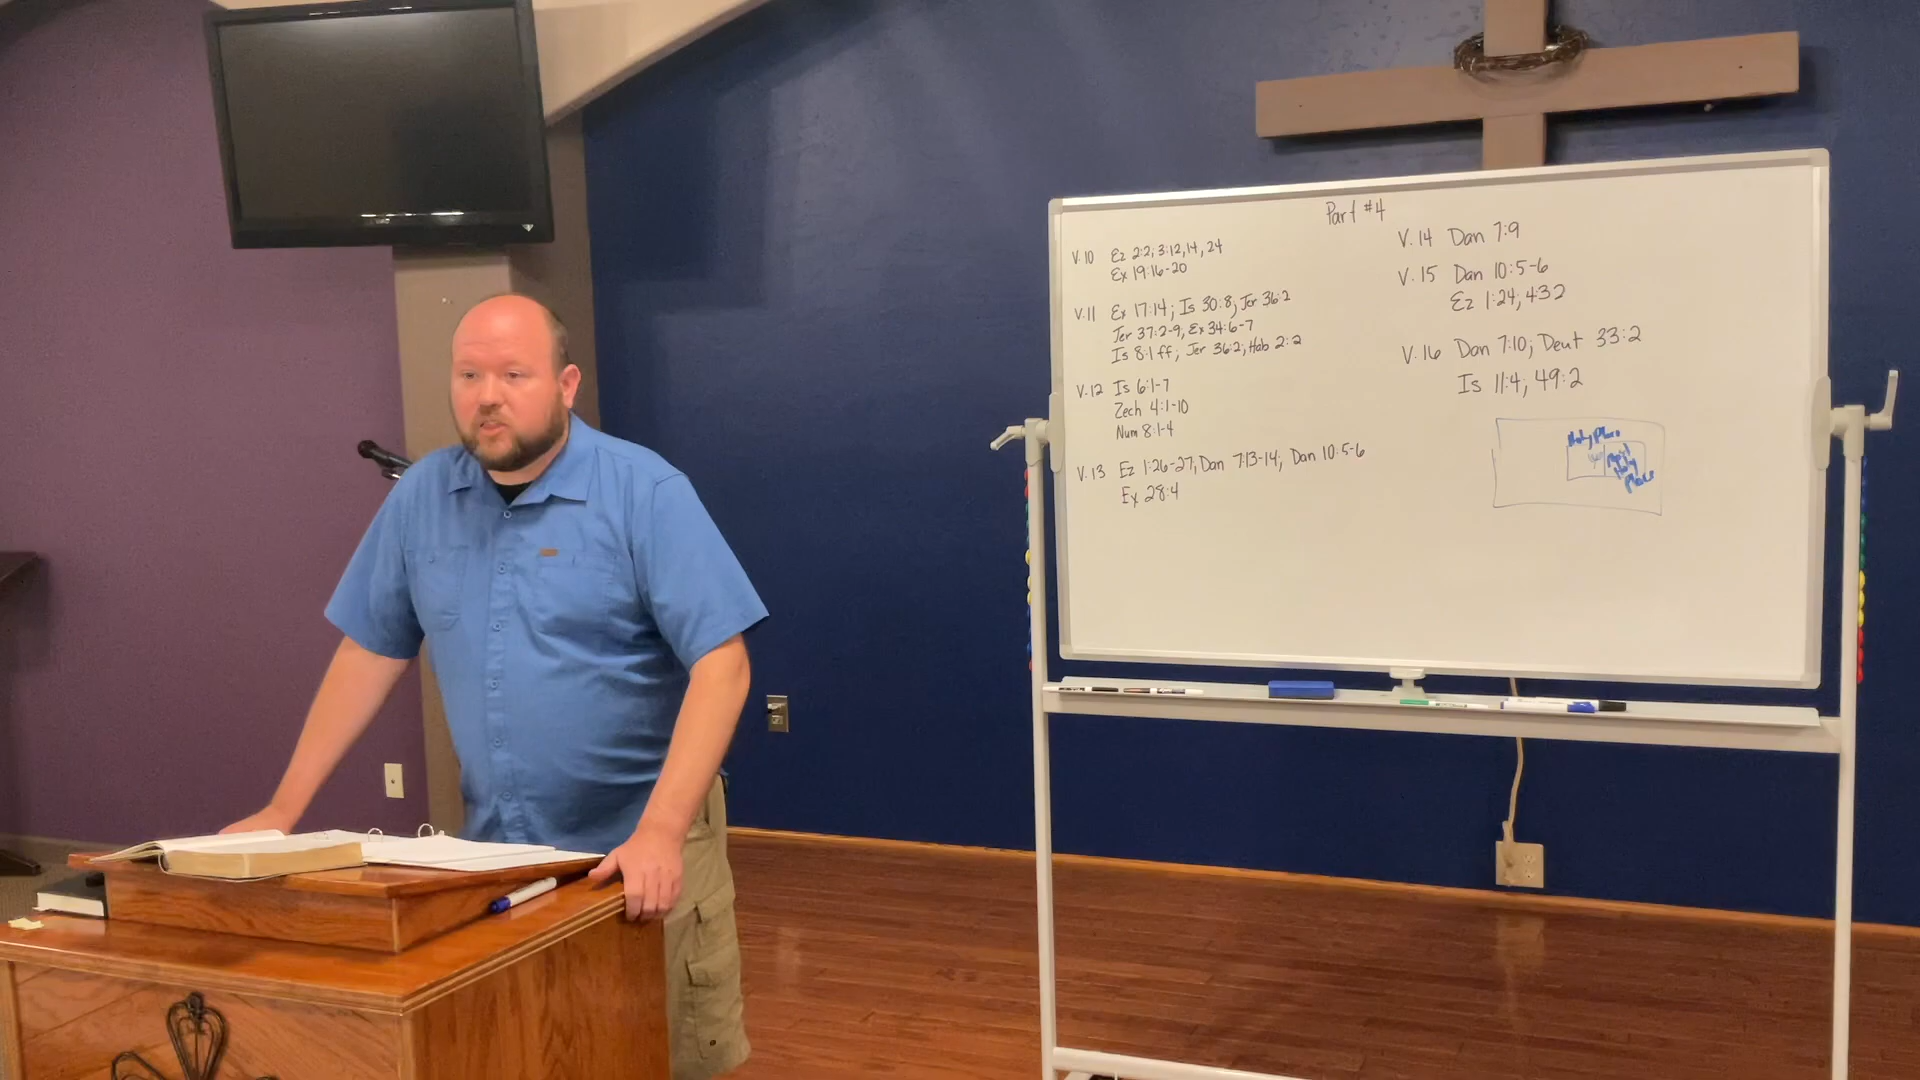 Part #4
V.10 Ez 2:2; 3:12,14, 24
Ex 19:16-20
V.11 Ex 17:14; Is 30:8; Jer 36:2
Jer 37:2-9, Ex 34:6-7
Is 8:1 ff; Jer 36:2; Hab 2:2
V.12 Is 6:1-7
Zech 4:1-10
Num 8:1-4
V.13 Ez 1:26-27; Dan 7:13-14; Dan 10:5-6
Ex 28:4
V.14 Dan 7:9
V.15 Dan 10:5-6
Ez 1:24; 43:2
V.16 Dan 7:10; Deut 33:2
Is 11:4; 49:2
Holy Place
Most
Holy
Place